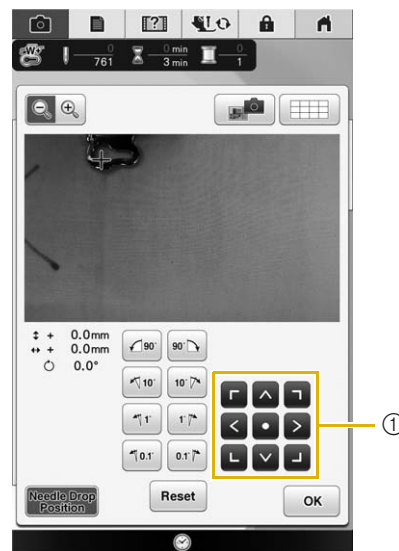 W+
0
761
0 min
3 min
0
1
+ 0.0mm
+ 0.0mm
0.0°
90° 90°
10° 10°
1° 1°
0.1° 0.1°
Needle Drop
Position
Reset
OK
①